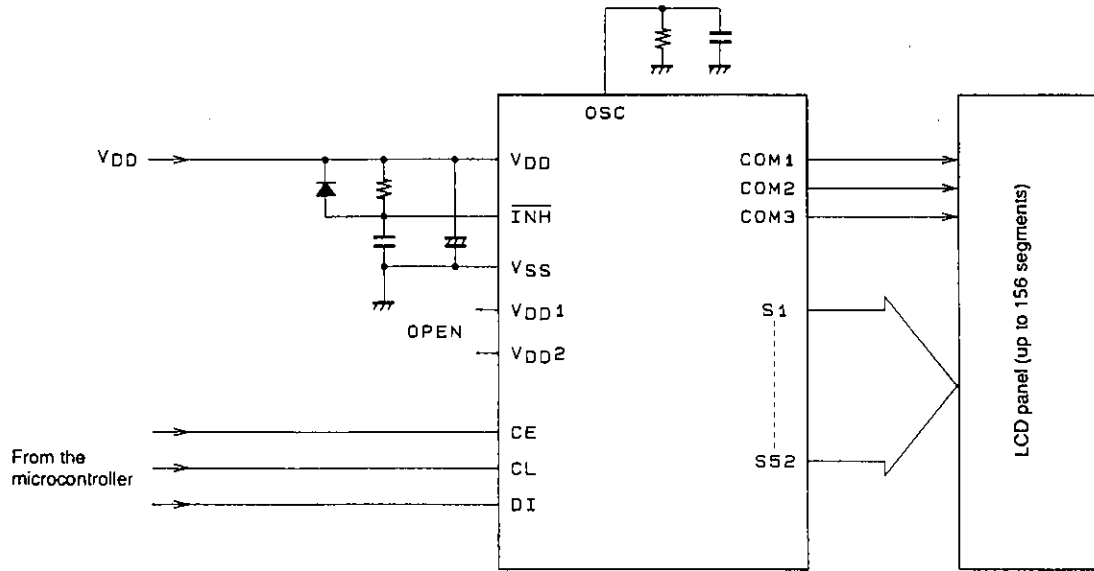 OSC
VDD
VDD
COM1
COM2
INH
COM3
VSS
VDD1
S1
OPEN
VDD2
CE
From the
microcontroller
CL
S52
DI
LCD panel (up to 156 segments)